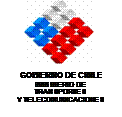 GOBIERNO DE CHILE
MINISTERIO DE
TRANSPORTES
Y TELECOMUNICACIONES